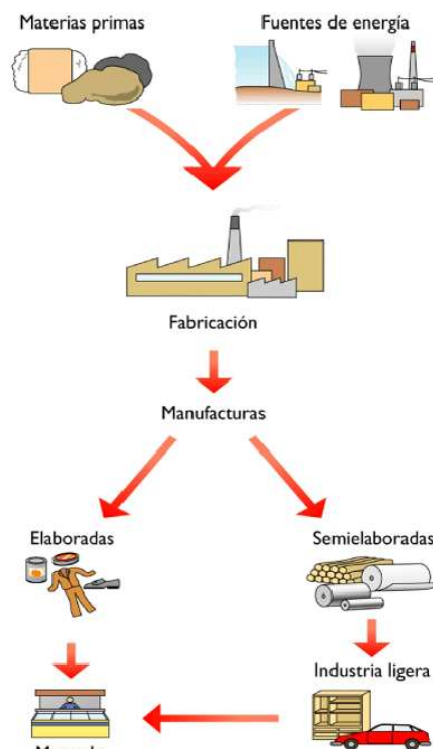 Materias primas
Fuentes de energía
Fabricación
Manufacturas
Elaboradas
Semielaboradas
Industria ligera